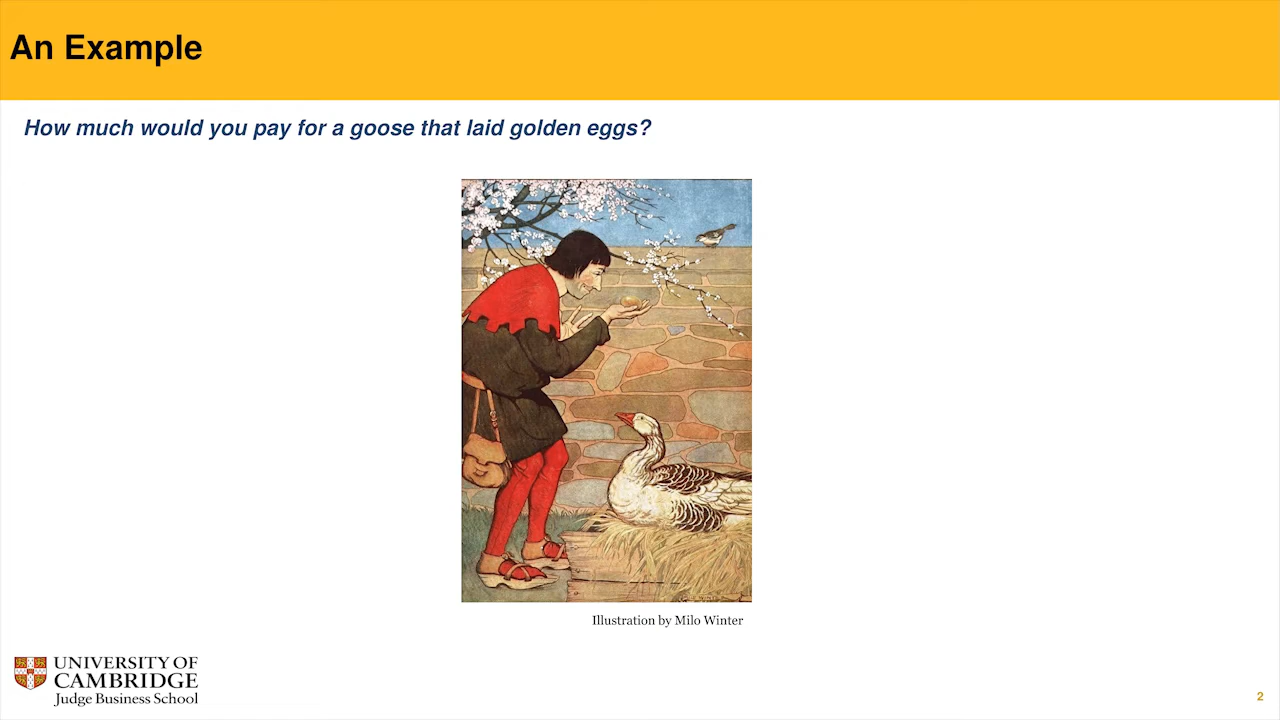 An Example
How much would you pay for a goose that laid golden eggs?
Illustration by Milo Winter
UNIVERSITY OF
CAMBRIDGE
Judge Business School
2